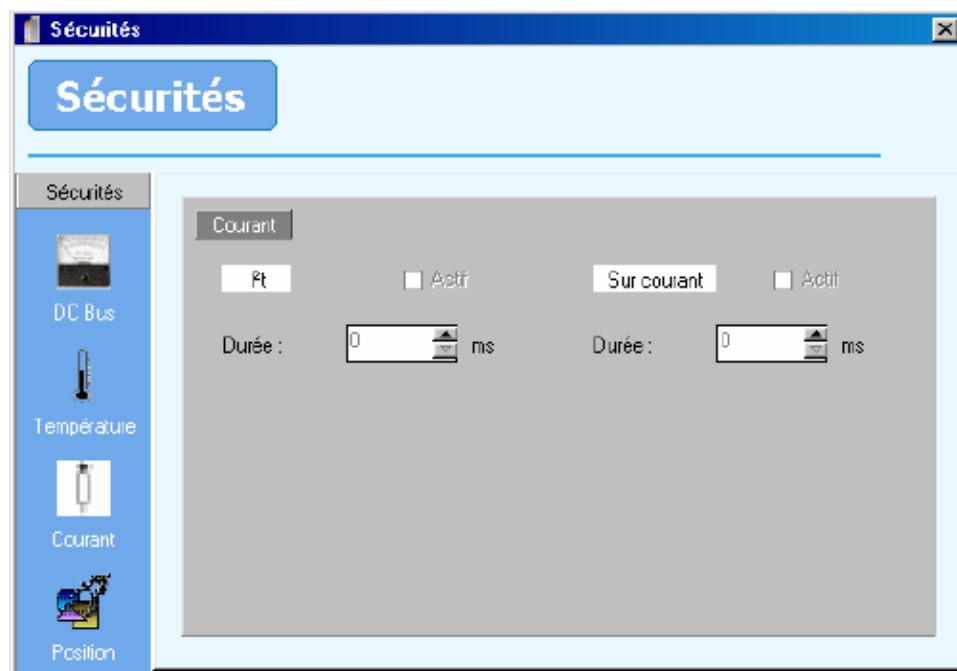 Sécurités
Sécurités
Sécurités
DC Bus
Température
Courant
Position
Courant
I²t Actif Sur courant Actif
Durée : 0 ms Durée : 0 ms